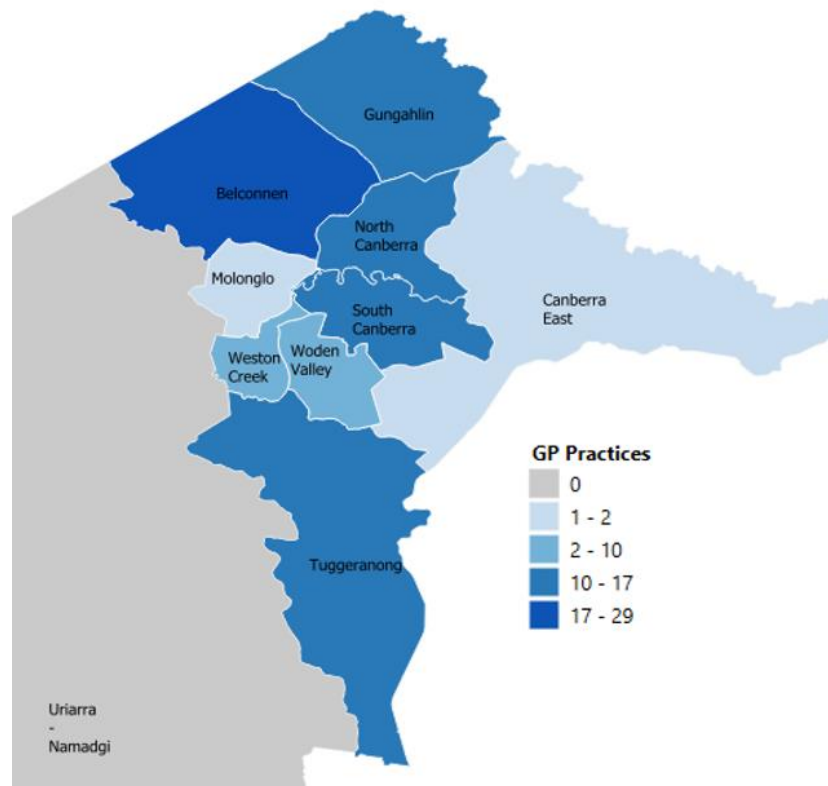 Gungahlin
Belconnen
North
Canberra
Molonglo
Canberra
East
South
Canberra
Weston
Creek
Woden
Valley
GP Practices
0
1 - 2
2 - 10
10 - 17
17 - 29
Tuggeranong
Uriarra
-
Namadgi